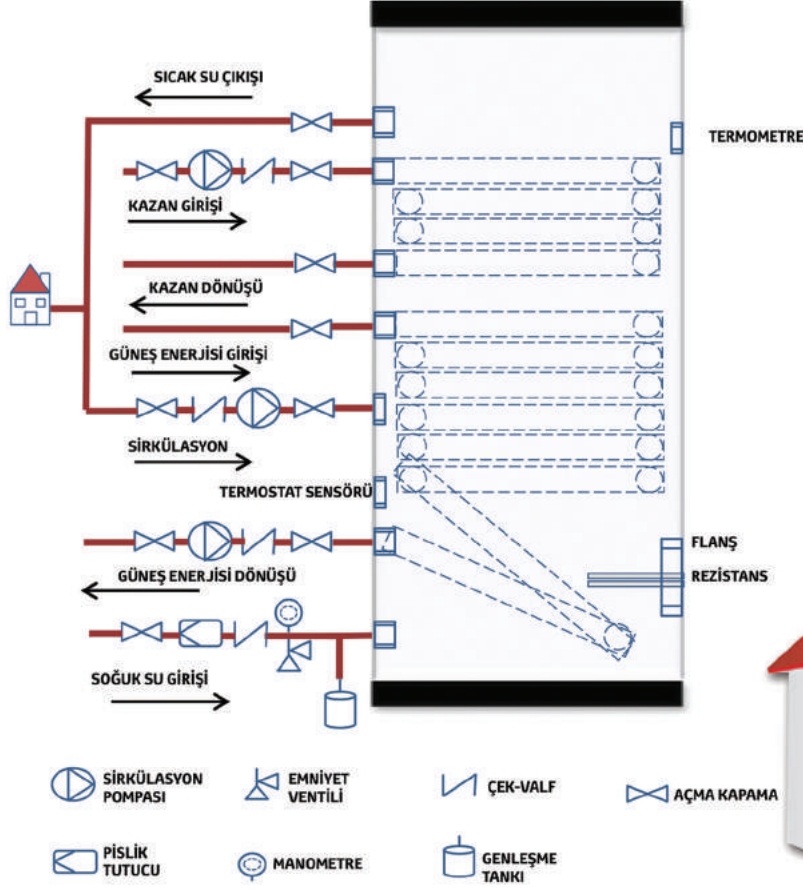 SICAK SU ÇIKIŞI
TERMOMETRE
KAZAN GİRİŞİ
KAZAN DÖNÜŞÜ
GÜNEŞ ENERJİSİ GİRİŞİ
SİRKÜLASYON
TERMOSTAT SENSÖRÜ
FLANŞ
GÜNEŞ ENERJİSİ DÖNÜŞÜ
REZİSTANS
SOĞUK SU GİRİŞİ
SİRKÜLASYON
POMPASI
EMNİYET
VENTİLİ
ÇEK-VALF
AÇMA KAPAMA
PİSLİK
TUTUCU
MANOMETRE
GENLEŞME
TANKI